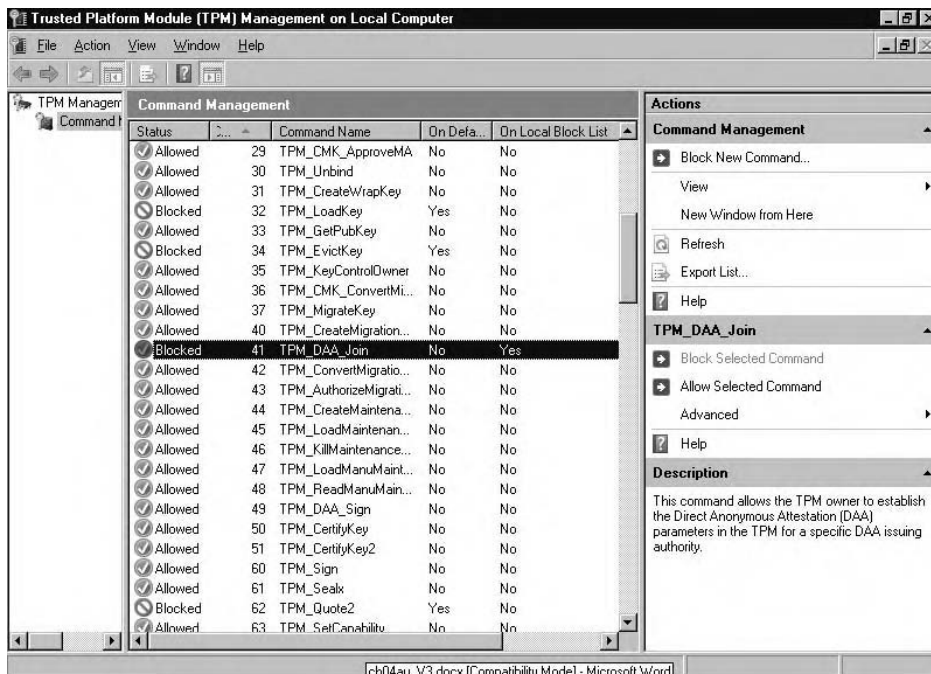 Trusted Platform Module (TPM) Management on Local Computer
File Action View Window Help
TPM Managem
Command
Command Management
Status ... Command Name On Defa... On Local Block List
Allowed 29 TPM_CMK_ApproveMA No No
Allowed 30 TPM_Unbind No No
Allowed 31 TPM_CreateWrapKey No No
Blocked 32 TPM_LoadKey Yes No
Allowed 33 TPM_GetPubKey No No
Blocked 34 TPM_EvictKey Yes No
Allowed 35 TPM_KeyControlOwner No No
Allowed 36 TPM_CMK_ConvertMi... No No
Allowed 37 TPM_MigrateKey No No
Allowed 40 TPM_CreateMigration... No No
Blocked 41 TPM_DAA_Join No Yes
Allowed 42 TPM_ConvertMigratio... No No
Allowed 43 TPM_AuthorizeMigrati... No No
Allowed 44 TPM_CreateMaintena... No No
Allowed 45 TPM_LoadMaintenan... No No
Allowed 46 TPM_KillMaintenance... No No
Allowed 47 TPM_LoadManuMaint... No No
Allowed 48 TPM_ReadManuMain... No No
Allowed 49 TPM_DAA_Sign No No
Allowed 50 TPM_CertifyKey No No
Allowed 51 TPM_CertifyKey2 No No
Allowed 60 TPM_Sign No No
Allowed 61 TPM_Sealx No No
Blocked 62 TPM_Quote2 Yes No
Allowed 63 TPM_SetCapability No No
Actions
Command Management
Block New Command...
View
New Window from Here
Refresh
Export List...
Help
TPM_DAA_Join
Block Selected Command
Allow Selected Command
Advanced
Help
Description
This command allows the TPM owner to establish
the Direct Anonymous Attestation (DAA)
parameters in the TPM for a specific DAA issuing
authority.
ch04au_V3.docx [Compatibility Mode] - Microsoft Word